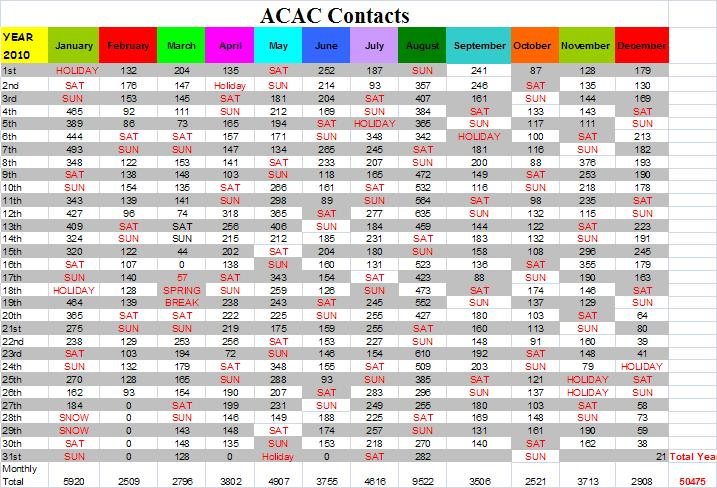 ACAC Contacts
YEAR 2010 January February March April May June July August September October November December
1st HOLIDAY 132 204 135 SAT 252 187 SUN 241 87 128 179
2nd SAT 176 147 Holiday SUN 214 93 357 246 SAT 135 130
3rd SUN 153 145 SAT 181 204 SAT 407 161 SUN 144 169
4th 465 92 111 SUN 212 169 SUN 384 SAT 133 143 SAT
5th 389 86 73 165 194 SAT HOLIDAY 365 SUN 117 111 SUN
6th 444 SAT SAT 157 171 SUN 348 342 HOLIDAY 100 SAT 213
7th 493 SUN SUN 147 134 265 245 SAT 181 116 SUN 182
8th 348 122 153 141 SAT 233 207 SUN 200 88 376 193
9th SAT 138 148 103 SUN 118 165 472 149 SAT 253 190
10th SUN 154 135 SAT 266 161 SAT 532 116 SUN 218 178
11th 343 139 141 SUN 298 89 SUN 564 SAT 98 235 SAT
12th 427 96 74 318 365 SAT 277 635 SUN 132 115 SUN
13th 409 SAT SAT 256 406 SUN 184 459 144 122 SAT 223
14th 324 SUN SUN 215 212 185 231 SAT 183 132 SUN 191
15th 320 122 44 202 SAT 204 180 SUN 158 108 296 245
16th SAT 107 0 138 SUN 160 131 523 136 SAT 355 179
17th SUN 140 57 SAT 343 154 SAT 423 88 SUN 190 163
18th HOLIDAY 128 SPRING SUN 259 126 SUN 473 SAT 174 146 SAT
19th 464 139 BREAK 238 243 SAT 245 552 SUN 137 129 SUN
20th 365 SAT SAT 222 225 SUN 255 427 180 103 SAT 64
21st 275 SUN SUN 219 175 159 255 SAT 160 113 SUN 80
22nd 238 129 253 256 SAT 153 227 SUN 148 91 160 39
23rd SAT 103 194 72 SUN 146 154 610 192 SAT 148 41
24th SUN 132 179 SAT 348 155 SAT 509 203 SUN 79 HOLIDAY
25th 270 128 165 SUN 288 93 SUN 385 SAT 121 HOLIDAY SAT
26th 162 93 154 190 207 SAT 283 296 SUN 137 HOLIDAY SUN
27th 184 0 SAT 199 231 SUN 249 255 180 103 SAT 58
28th SNOW 0 SUN 146 149 188 225 SAT 169 148 SUN 73
29th SNOW 143 148 SAT 174 257 SUN 131 161 190 59
30th SAT 0 148 135 SUN 153 218 270 140 SAT 162 38
31st SUN 0 128 0 Holiday 0 SAT 282 SUN 21 Total Yea
Monthly
Total 5920 2509 2796 3802 4907 3755 4616 9522 3506 2521 3713 2908 50475